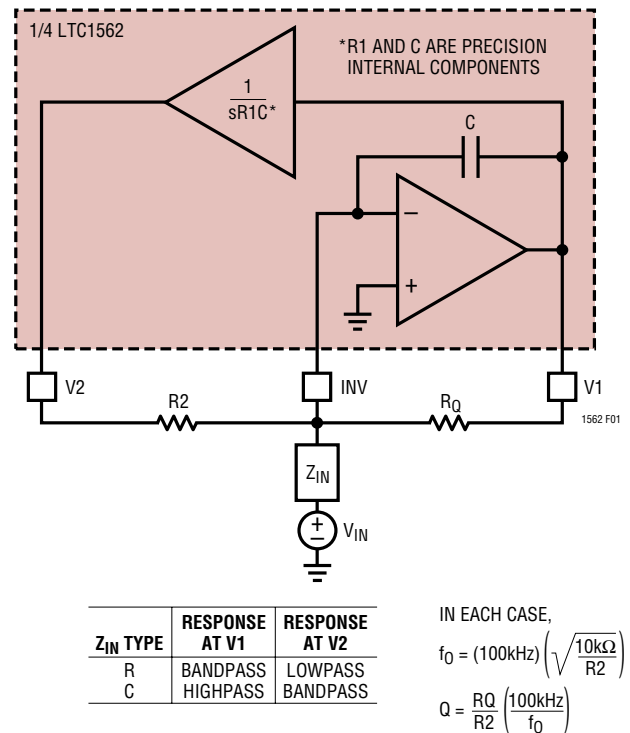 1/4 LTC1562
*R1 AND C ARE PRECISION
INTERNAL COMPONENTS
1
sR1C*
C
–
+
V2
INV
V1
R2
RQ
1562 F01
ZIN
+
–
VIN
ZIN TYPE RESPONSE AT V1 RESPONSE AT V2
R BANDPASS LOWPASS
C HIGHPASS BANDPASS
IN EACH CASE,
fO = (100kHz) (√10kΩ/R2)
Q = RQ/R2 (100kHz/fO)